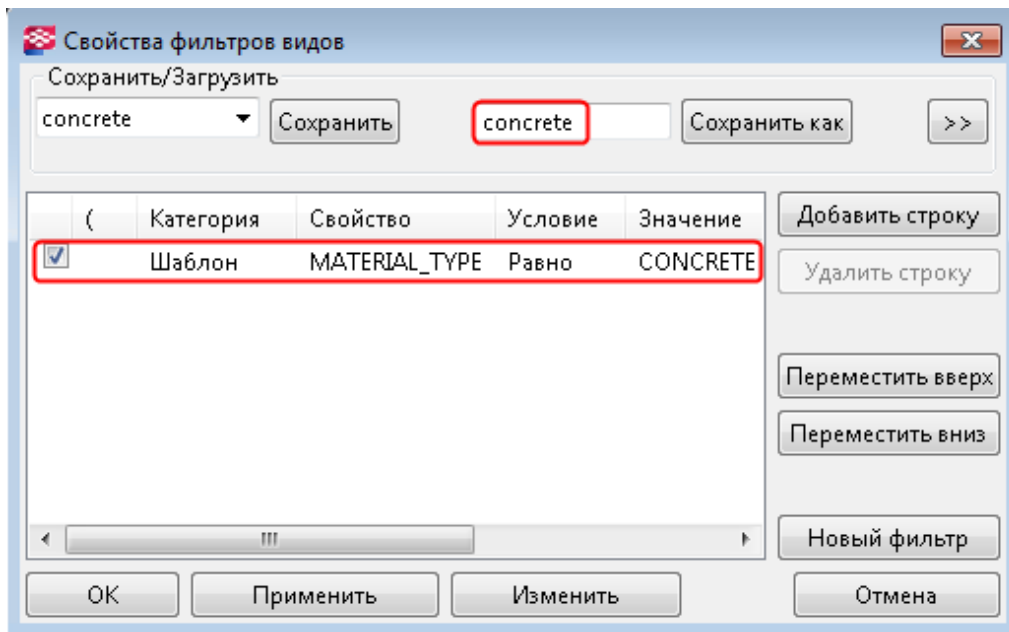 Свойства фильтров видов
Сохранить/Загрузить
concrete Сохранить concrete Сохранить как >>
( Категория Свойство Условие Значение Добавить строку
Шаблон MATERIAL_TYPE Равно CONCRETE Удалить строку
Переместить вверх
Переместить вниз
Новый фильтр
OK Применить Изменить Отмена